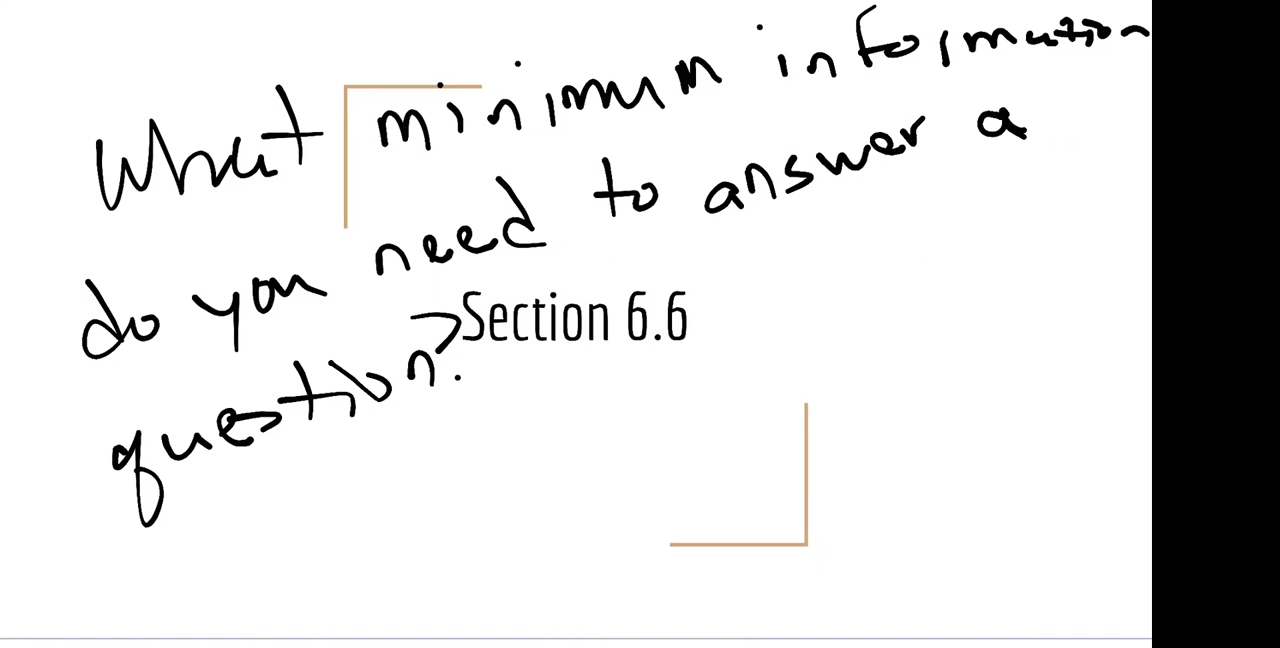 What minimum information
do you need to answer a
question?
Section 6.6